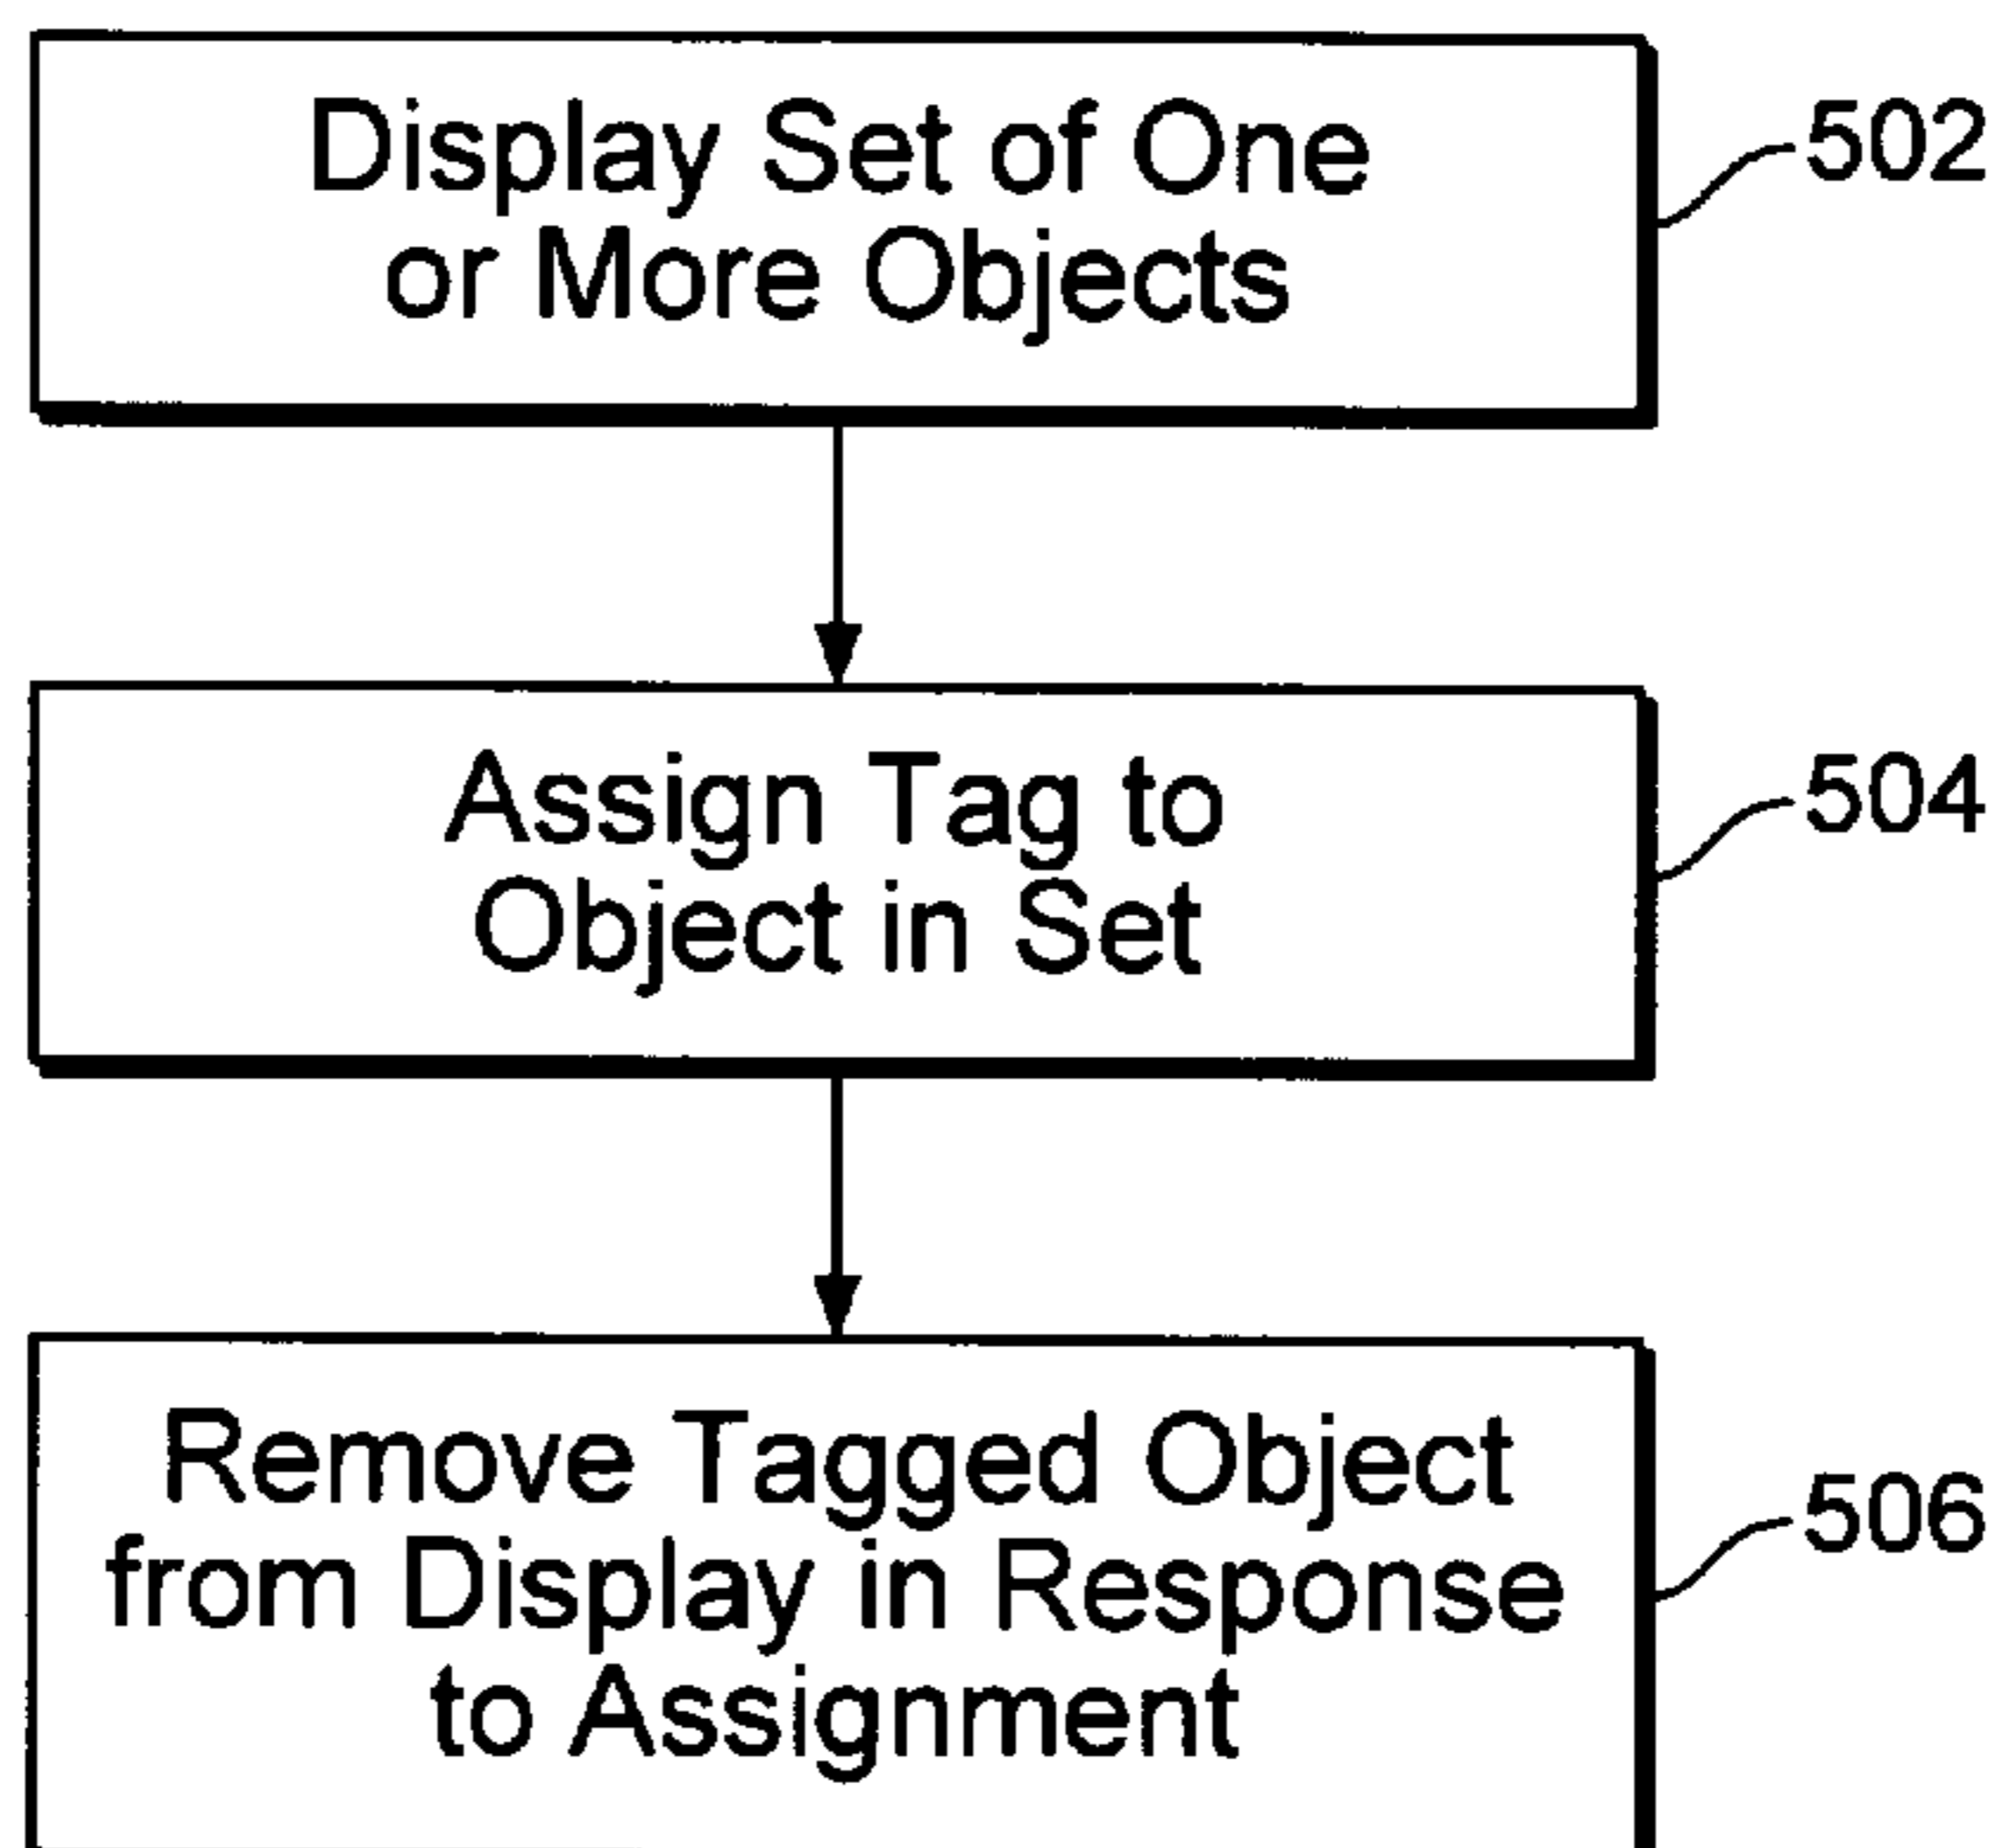 Display Set of One
or More Objects
502
Assign Tag to
Object in Set
504
Remove Tagged Object
from Display in Response
to Assignment
506